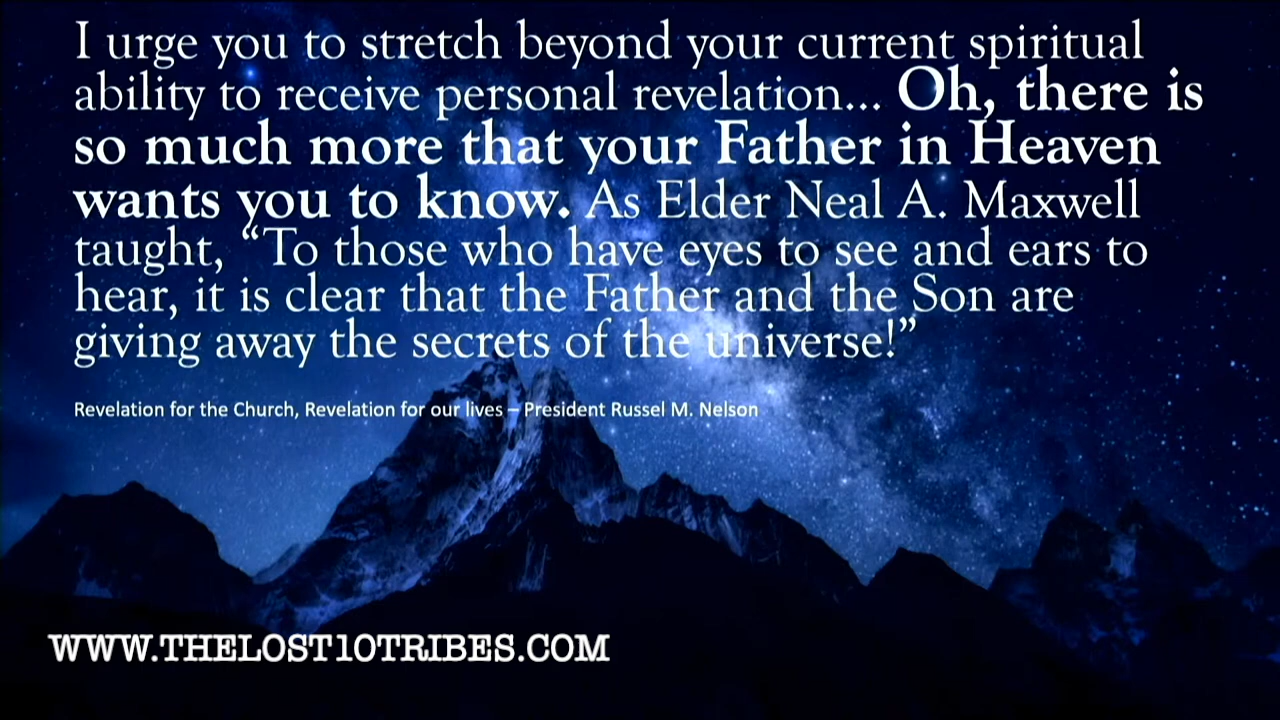 I urge you to stretch beyond your current spiritual
ability to receive personal revelation... Oh, there is
so much more that your Father in Heaven
wants you to know. As Elder Neal A. Maxwell
taught, “To those who have eyes to see and ears to
hear, it is clear that the Father and the Son are
giving away the secrets of the universe!”
Revelation for the Church, Revelation for our lives – President Russel M. Nelson
WWW.THELOST10TRIBES.COM